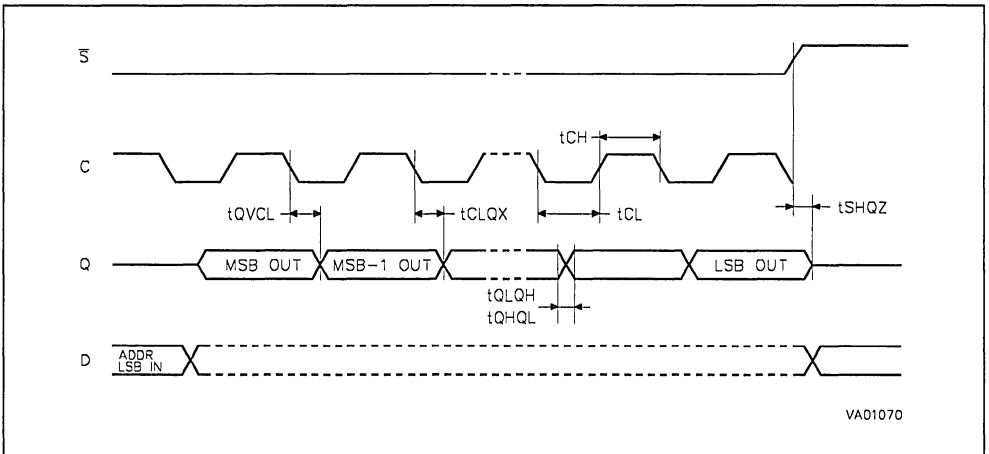 S̅
tCH
C
tQVCL
tCLQX
tCL
tSHQZ
Q
MSB OUT
MSB-1 OUT
LSB OUT
tQLQH
tQHQL
D
ADDR
LSB IN
VA01070